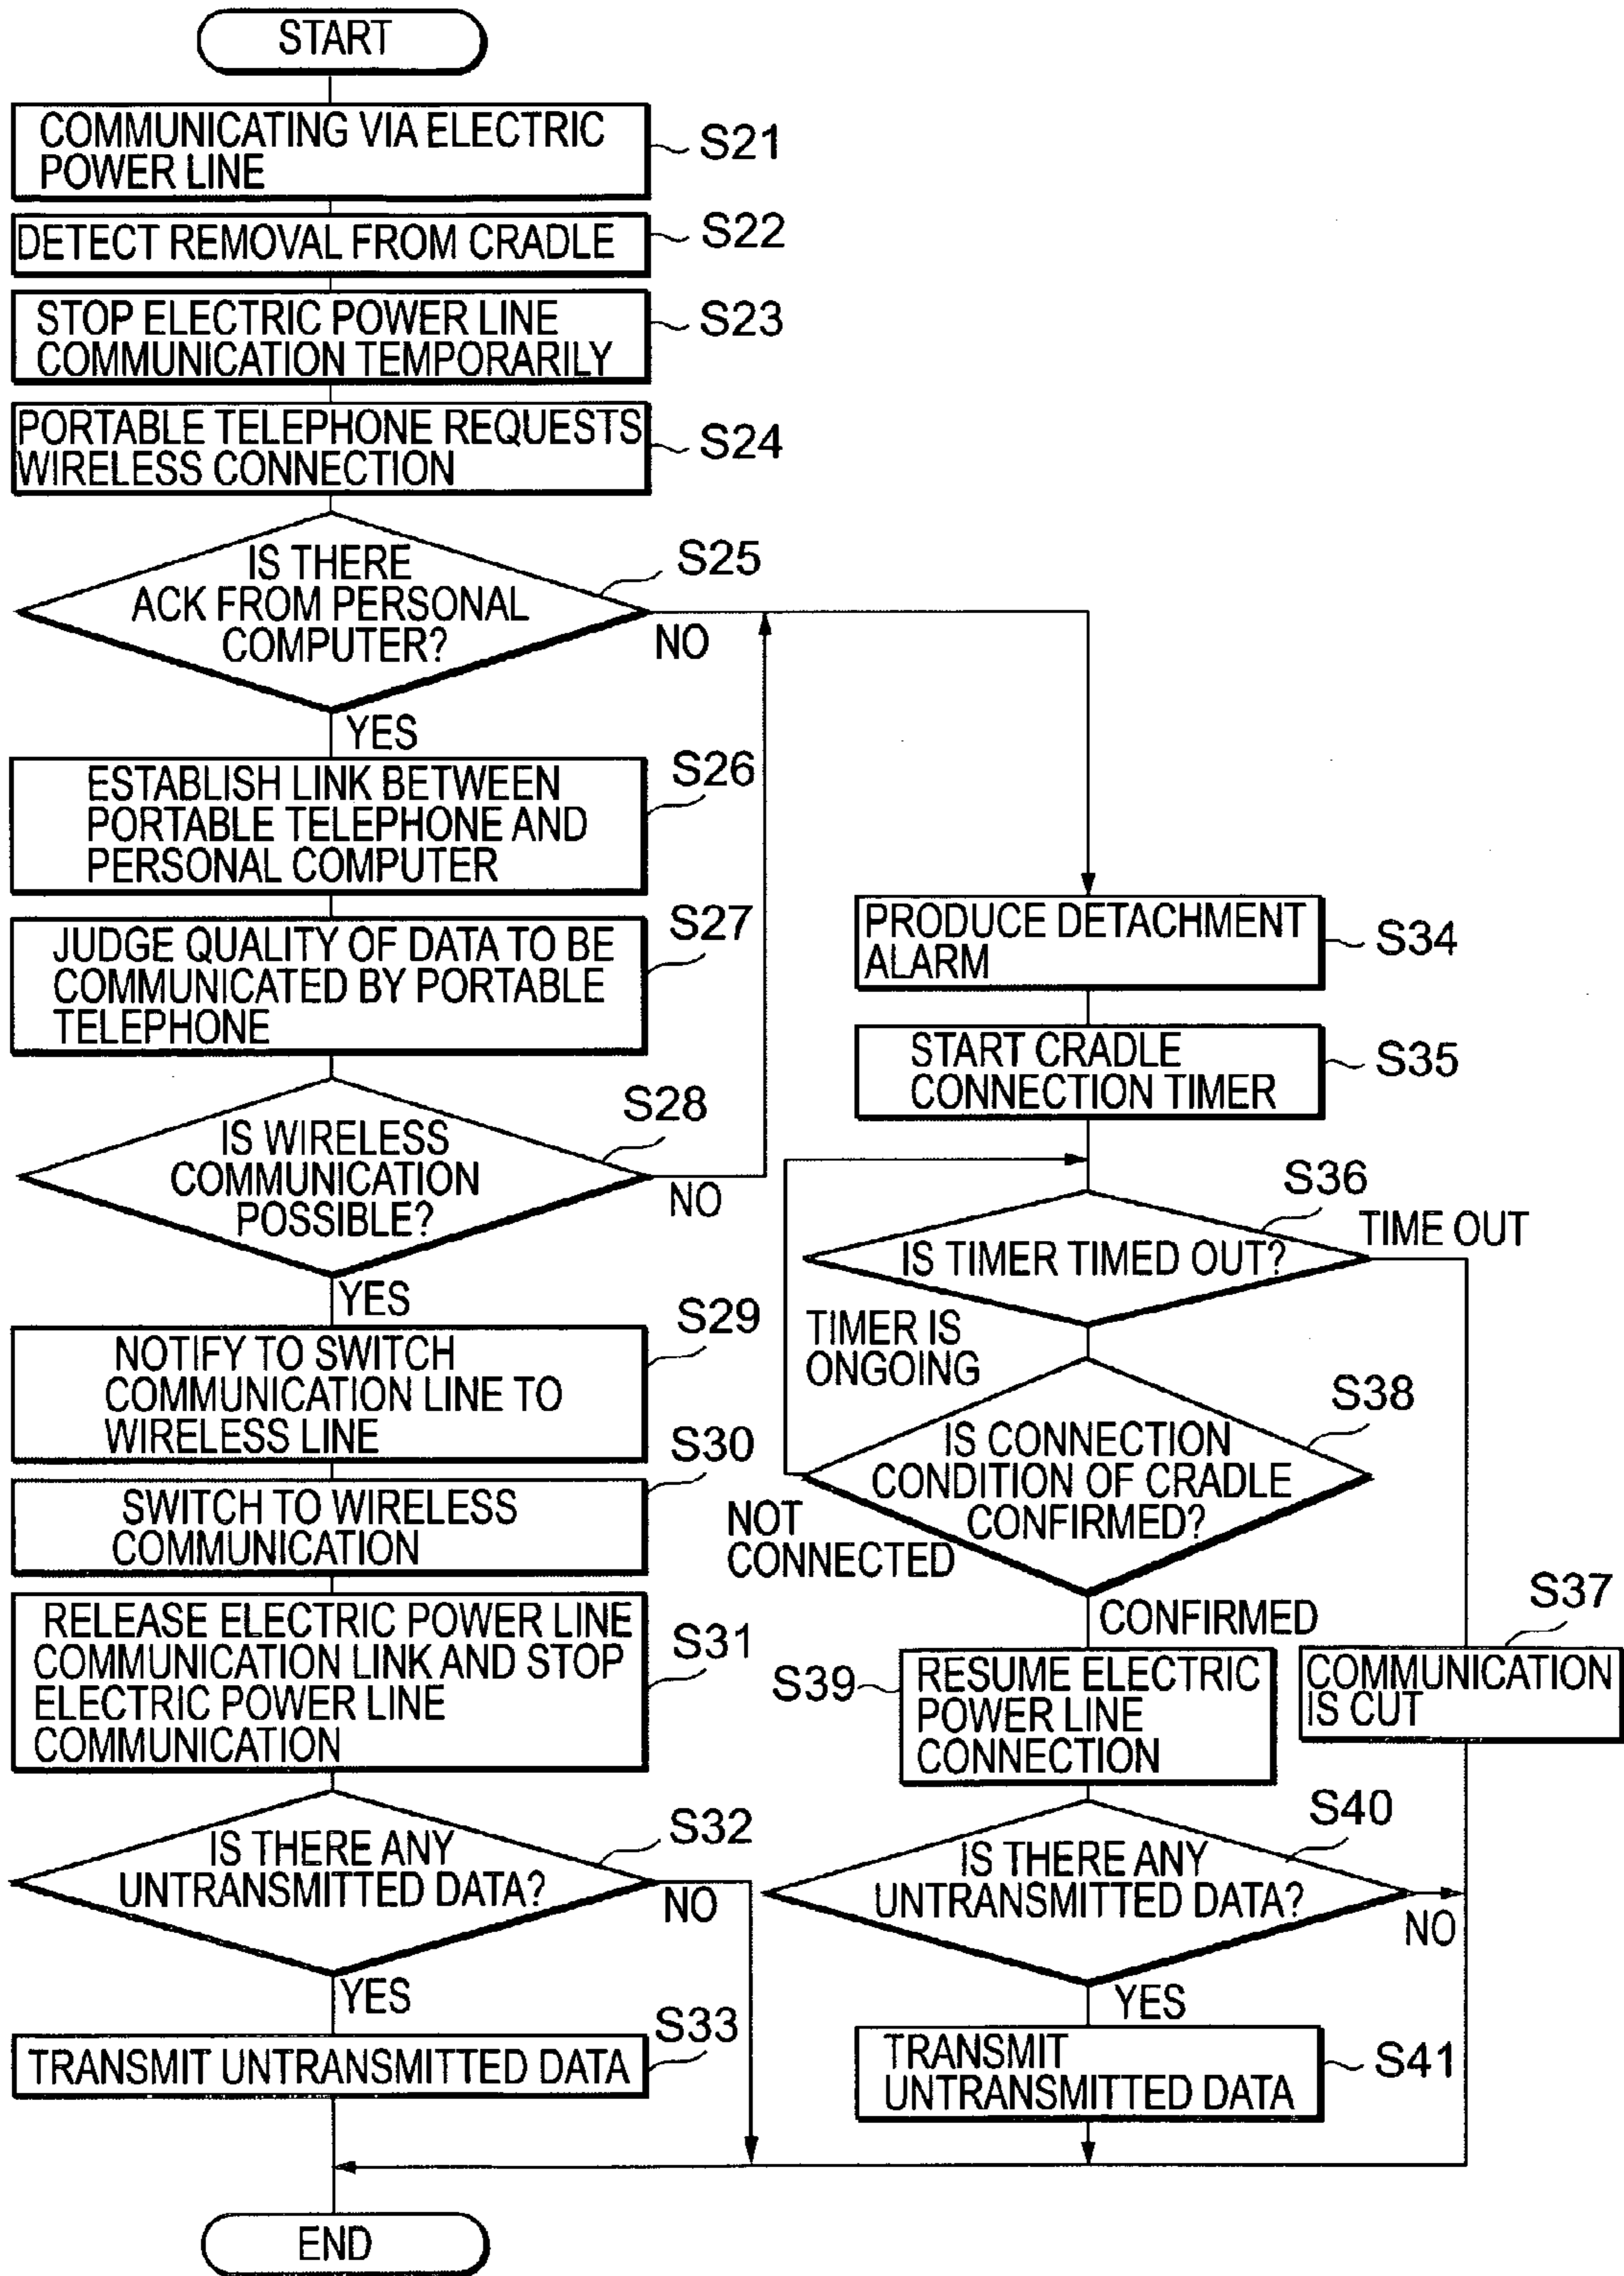 START
COMMUNICATING VIA ELECTRIC
POWER LINE
S21
DETECT REMOVAL FROM CRADLE
S22
STOP ELECTRIC POWER LINE
COMMUNICATION TEMPORARILY
S23
PORTABLE TELEPHONE REQUESTS
WIRELESS CONNECTION
S24
IS THERE
ACK FROM PERSONAL
COMPUTER?
S25
NO
YES
ESTABLISH LINK BETWEEN
PORTABLE TELEPHONE AND
PERSONAL COMPUTER
S26
JUDGE QUALITY OF DATA TO BE
COMMUNICATED BY PORTABLE
TELEPHONE
S27
IS WIRELESS
COMMUNICATION
POSSIBLE?
S28
NO
YES
NOTIFY TO SWITCH
COMMUNICATION LINE TO
WIRELESS LINE
S29
SWITCH TO WIRELESS
COMMUNICATION
S30
RELEASE ELECTRIC POWER LINE
COMMUNICATION LINK AND STOP
ELECTRIC POWER LINE
COMMUNICATION
S31
IS THERE ANY
UNTRANSMITTED DATA?
S32
NO
YES
TRANSMIT UNTRANSMITTED DATA
S33
PRODUCE DETACHMENT
ALARM
S34
START CRADLE
CONNECTION TIMER
S35
IS TIMER TIMED OUT?
S36
TIME OUT
TIMER IS
ONGOING
IS CONNECTION
CONDITION OF CRADLE
CONFIRMED?
S38
NOT
CONNECTED
CONFIRMED
S37
COMMUNICATION
IS CUT
S39
RESUME ELECTRIC
POWER LINE
CONNECTION
IS THERE ANY
UNTRANSMITTED DATA?
S40
NO
YES
TRANSMIT
UNTRANSMITTED DATA
S41
END